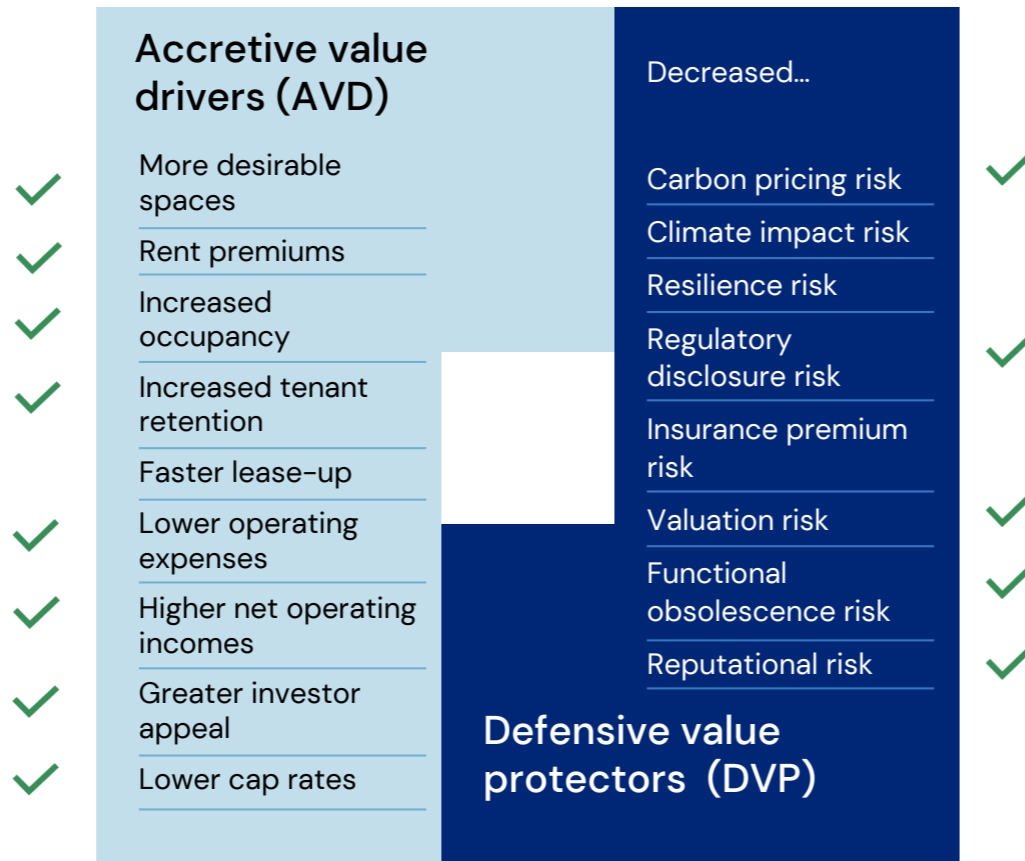 Accretive value
drivers (AVD)
More desirable
spaces
Rent premiums
Increased
occupancy
Increased tenant
retention
Faster lease-up
Lower operating
expenses
Higher net operating
incomes
Greater investor
appeal
Lower cap rates
Decreased...
Carbon pricing risk
Climate impact risk
Resilience risk
Regulatory
disclosure risk
Insurance premium
risk
Valuation risk
Functional
obsolescence risk
Reputational risk
Defensive value
protectors (DVP)